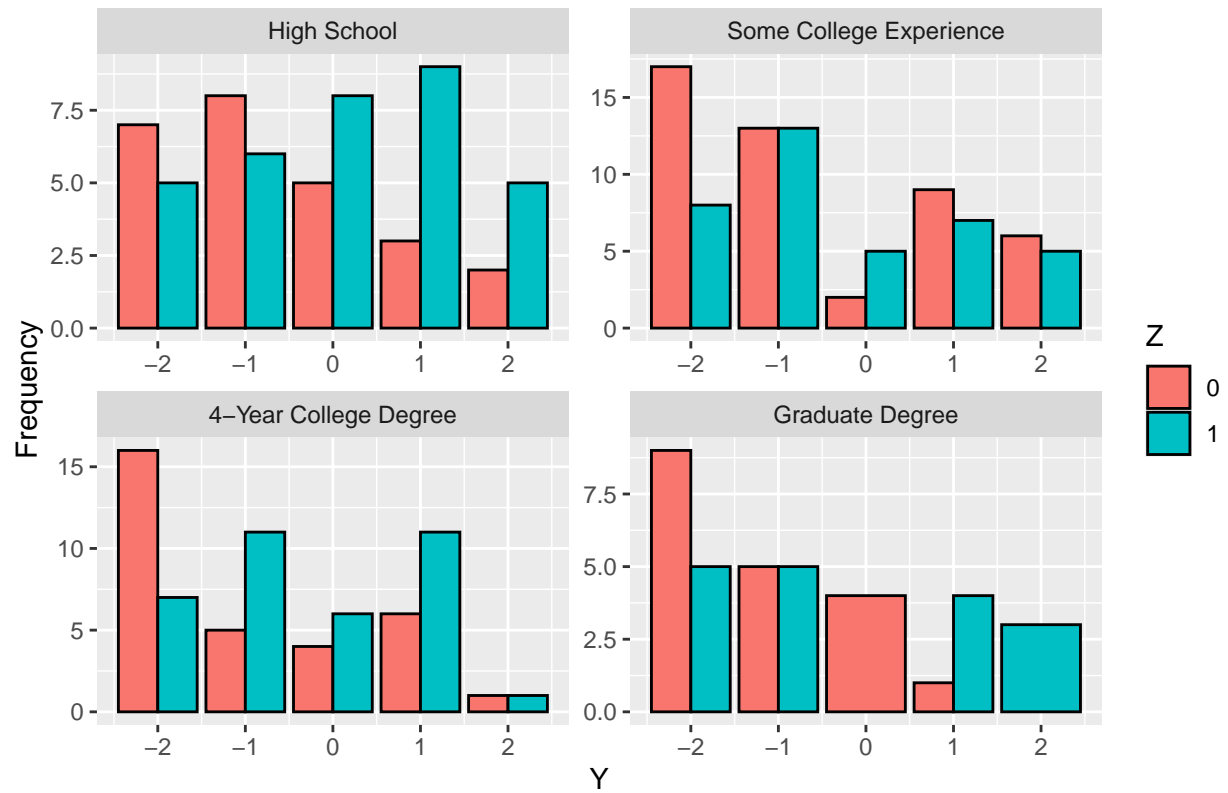 High School
Some College Experience
7.5
5.0
2.5
0.0
−2 −1 0 1 2
15
10
5
0
−2 −1 0 1 2
4−Year College Degree
Graduate Degree
15
10
5
0
−2 −1 0 1 2
7.5
5.0
2.5
0.0
−2 −1 0 1 2
Frequency
Y
Z
0
1